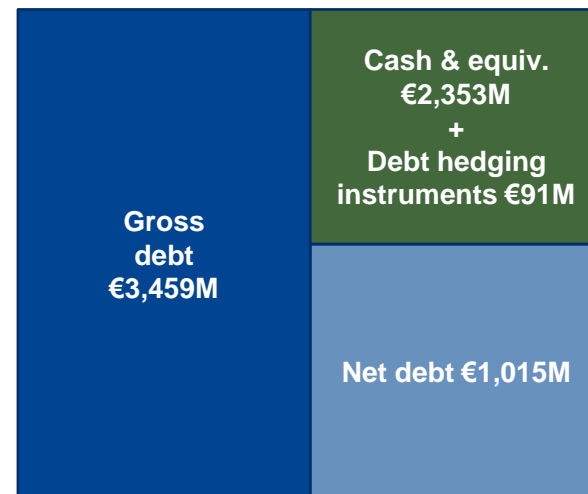 Gross
debt
€3,459M
Cash & equiv.
€2,353M
+
Debt hedging
instruments €91M
Net debt €1,015M